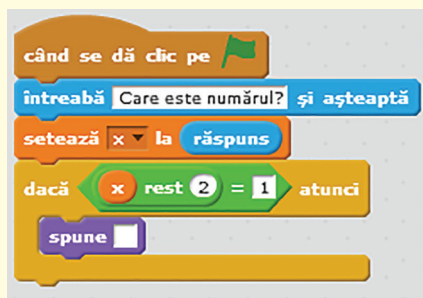 când se dă clic pe
întreabă Care este numărul? și așteaptă
setează x la răspuns
dacă x rest 2 = 1 atunci
spune